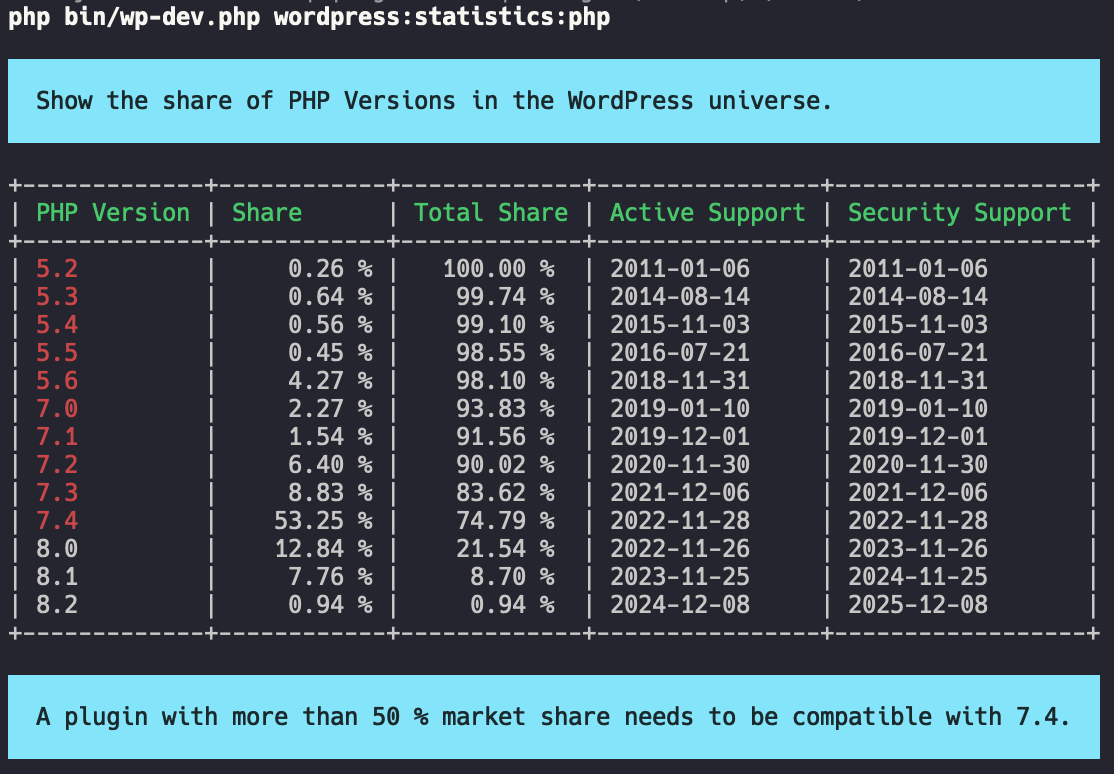 php bin/wp-dev.php wordpress:statistics:php
Show the share of PHP Versions in the WordPress universe.
+-------------+------------+-------------+----------------+------------------+
| PHP Version | Share      | Total Share | Active Support | Security Support |
+-------------+------------+-------------+----------------+------------------+
| 5.2         |     0.26 % |   100.00 %  | 2011-01-06     | 2011-01-06       |
| 5.3         |     0.64 % |    99.74 %  | 2014-08-14     | 2014-08-14       |
| 5.4         |     0.56 % |    99.10 %  | 2015-11-03     | 2015-11-03       |
| 5.5         |     0.45 % |    98.55 %  | 2016-07-21     | 2016-07-21       |
| 5.6         |     4.27 % |    98.10 %  | 2018-11-31     | 2018-11-31       |
| 7.0         |     2.27 % |    93.83 %  | 2019-01-10     | 2019-01-10       |
| 7.1         |     1.54 % |    91.56 %  | 2019-12-01     | 2019-12-01       |
| 7.2         |     6.40 % |    90.02 %  | 2020-11-30     | 2020-11-30       |
| 7.3         |     8.83 % |    83.62 %  | 2021-12-06     | 2021-12-06       |
| 7.4         |    53.25 % |    74.79 %  | 2022-11-28     | 2022-11-28       |
| 8.0         |    12.84 % |    21.54 %  | 2022-11-26     | 2023-11-26       |
| 8.1         |     7.76 % |     8.70 %  | 2023-11-25     | 2024-11-25       |
| 8.2         |     0.94 % |     0.94 %  | 2024-12-08     | 2025-12-08       |
+-------------+------------+-------------+----------------+------------------+
A plugin with more than 50 % market share needs to be compatible with 7.4.